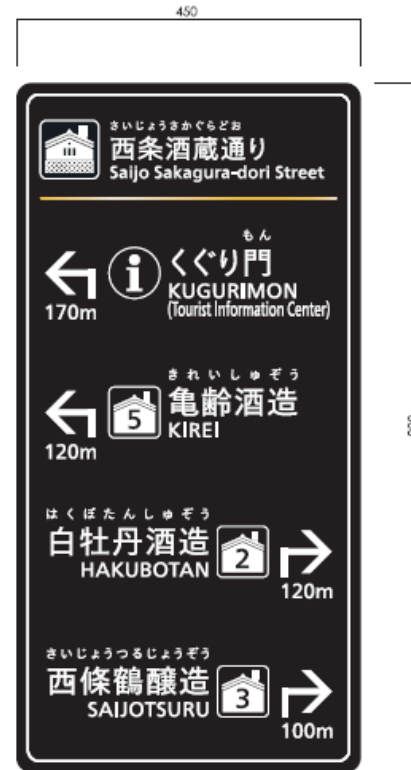 450
さいじょうさかぐらどお
西条酒蔵通り
Saijo Sakagura-dori Street
もん
くぐり門
KUGURIMON
(Tourist Information Center)
170m
きれいしゅぞう
5 亀齢酒造
KIREI
120m
はくぼたんしゅぞう
白牡丹酒造 2
HAKUBOTAN
120m
さいじょうつるじょうぞう
西條鶴醸造 3
SAIJOTSURU
100m